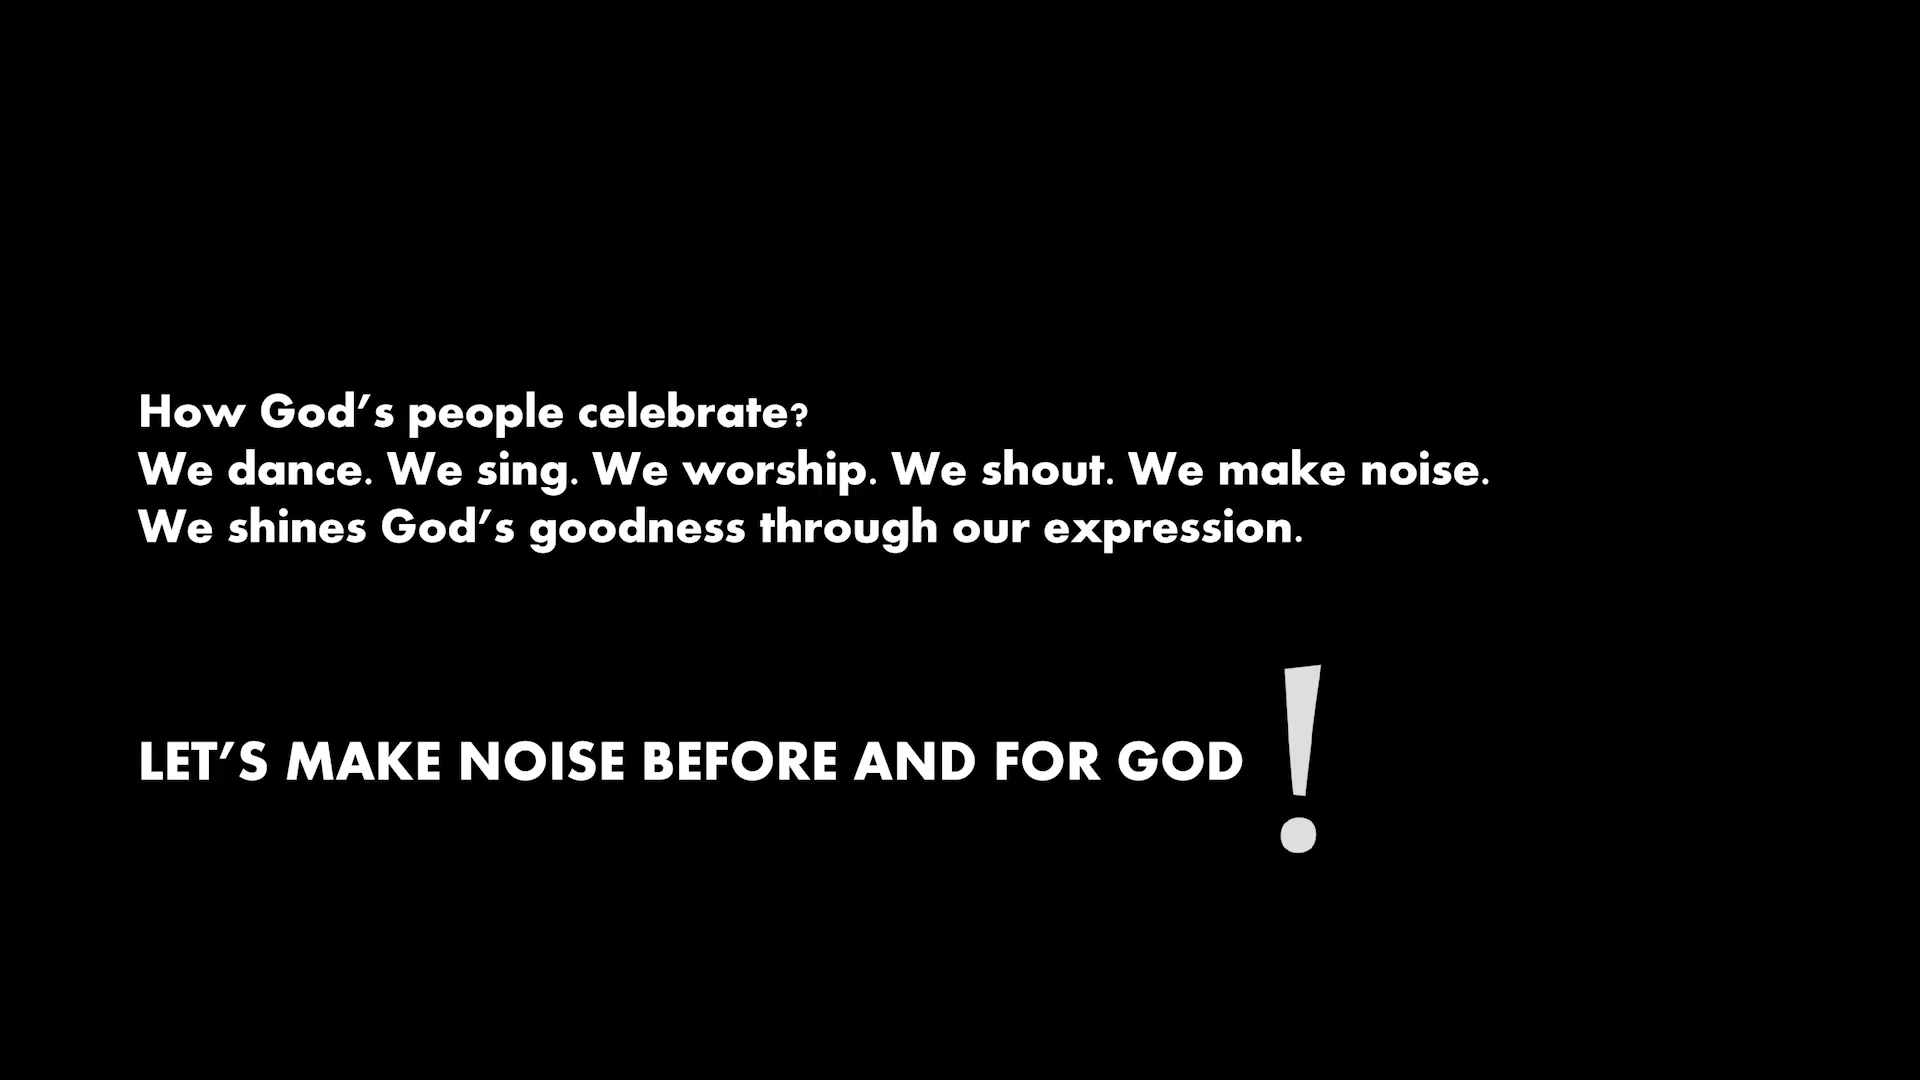 How God’s people celebrate?
We dance. We sing. We worship. We shout. We make noise.
We shines God’s goodness through our expression.
LET’S MAKE NOISE BEFORE AND FOR GOD !